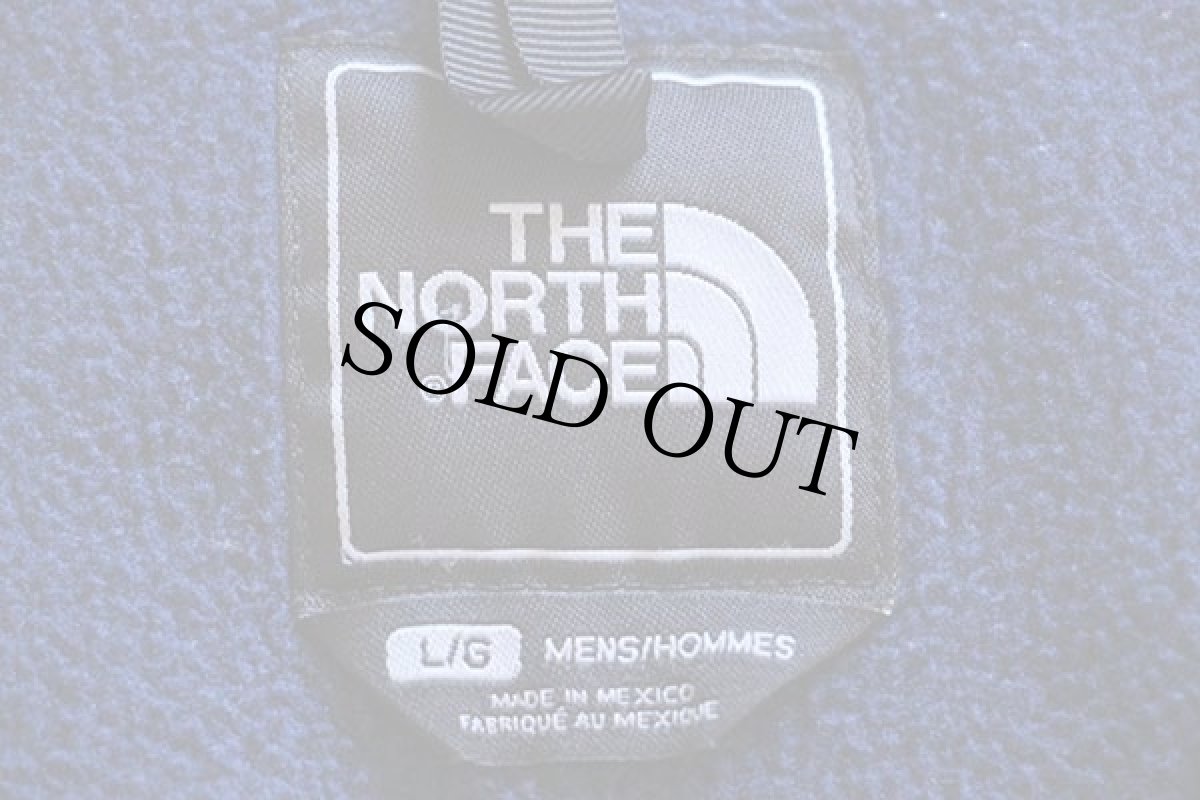 THE
NORTH
FACE
®
SOLD OUT
L/G MENS/HOMMES
MADE IN MEXICO
FABRIQUÉ AU MEXIQUE